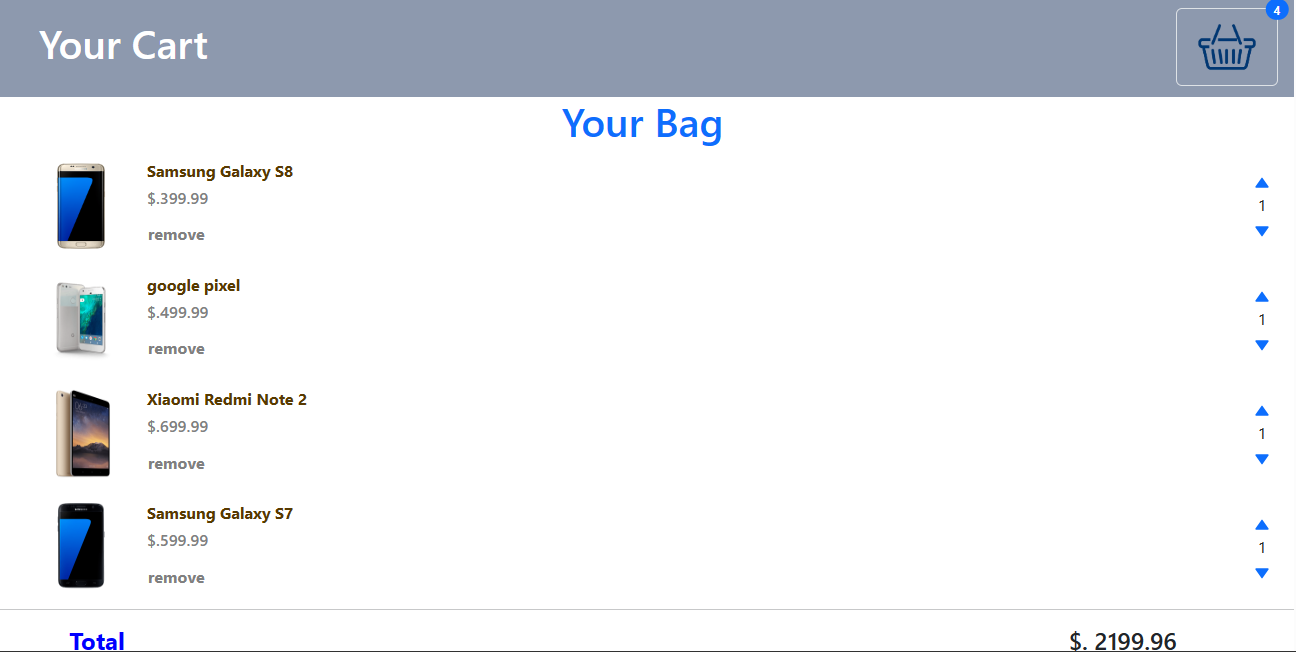 Your Cart
4
Your Bag
Samsung Galaxy S8
$.399.99
remove
1
google pixel
$.499.99
remove
1
Xiaomi Redmi Note 2
$.699.99
remove
1
Samsung Galaxy S7
$.599.99
remove
1
Total $. 2199.96